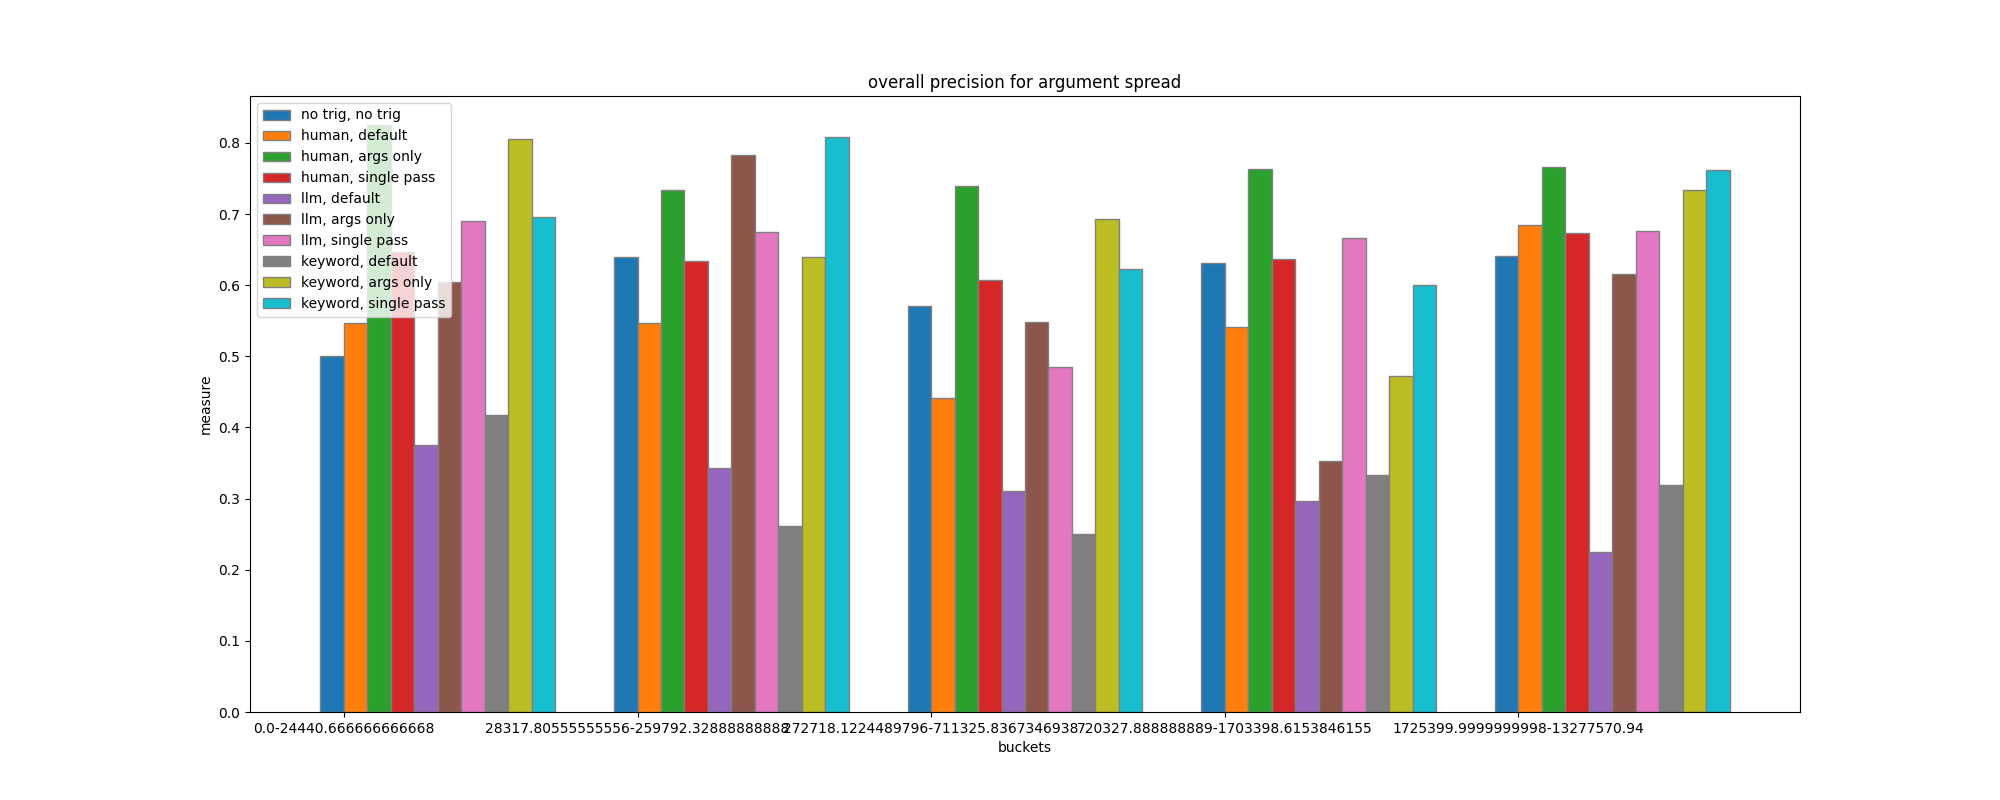 overall precision for argument spread
no trig, no trig
human, default
human, args only
human, single pass
llm, default
llm, args only
llm, single pass
keyword, default
keyword, args only
keyword, single pass
measure
0.8
0.7
0.6
0.5
0.4
0.3
0.2
0.1
0.0
0.0-24440.666666666668
28317.80555555556-259792.32888888888
272718.1224489796-711325.8367346938
720327.888888889-1703398.6153846155
1725399.9999999998-13277570.94
buckets